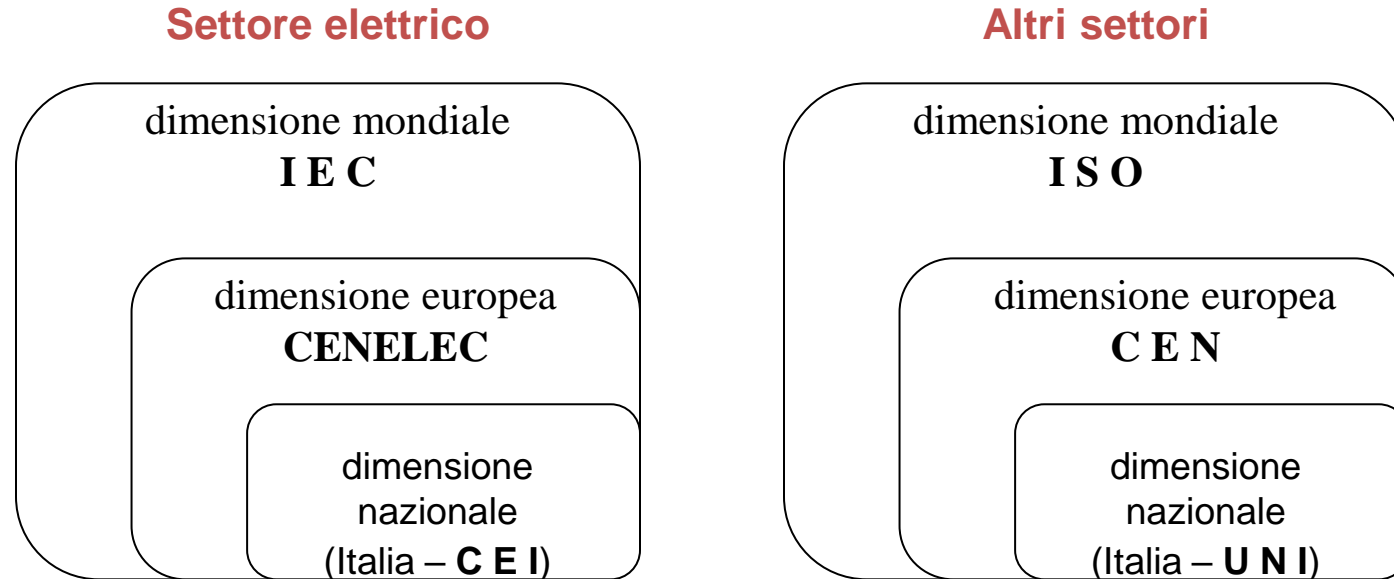 Settore elettrico
dimensione mondiale
I E C
dimensione europea
CENELEC
dimensione
nazionale
(Italia – C E I)
Altri settori
dimensione mondiale
I S O
dimensione europea
C E N
dimensione
nazionale
(Italia – U N I)